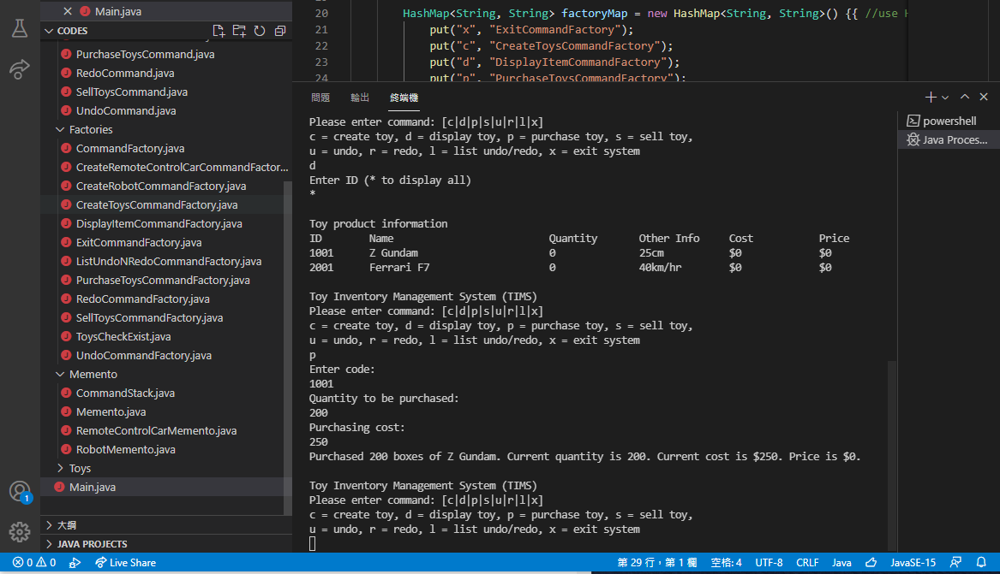 Main.java
CODES
PurchaseToysCommand.java
RedoCommand.java
SellToysCommand.java
UndoCommand.java
Factories
CommandFactory.java
CreateRemoteControlCarCommandFactor...
CreateRobotCommandFactory.java
CreateToysCommandFactory.java
DisplayItemCommandFactory.java
ExitCommandFactory.java
ListUndoNRedoCommandFactory.java
PurchaseToysCommandFactory.java
RedoCommandFactory.java
SellToysCommandFactory.java
ToysCheckExist.java
UndoCommandFactory.java
Memento
CommandStack.java
Memento.java
RemoteControlCarMemento.java
RobotMemento.java
Toys
Main.java
大綱
JAVA PROJECTS
20 HashMap<String, String> factoryMap = new HashMap<String, String>() {{ //use
21 put("x", "ExitCommandFactory");
22 put("c", "CreateToysCommandFactory");
23 put("d", "DisplayItemCommandFactory");
24 put("p", "PurchaseToysCommandFactory");
問題 輸出 終端機
powershell
Java Proces...
Please enter command: [c|d|p|s|u|r|l|x]
c = create toy, d = display toy, p = purchase toy, s = sell toy,
u = undo, r = redo, l = list undo/redo, x = exit system
d
Enter ID (* to display all)
*
Toy product information
ID Name Quantity Other Info Cost Price
1001 Z Gundam 0 25cm $0 $0
2001 Ferrari F7 0 40km/hr $0 $0
Toy Inventory Management System (TIMS)
Please enter command: [c|d|p|s|u|r|l|x]
c = create toy, d = display toy, p = purchase toy, s = sell toy,
u = undo, r = redo, l = list undo/redo, x = exit system
p
Enter code:
1001
Quantity to be purchased:
200
Purchasing cost:
250
Purchased 200 boxes of Z Gundam. Current quantity is 200. Current cost is $250. Price is $0.
Toy Inventory Management System (TIMS)
Please enter command: [c|d|p|s|u|r|l|x]
c = create toy, d = display toy, p = purchase toy, s = sell toy,
u = undo, r = redo, l = list undo/redo, x = exit system
1
0 0 Live Share 第 29 行，第 1 欄 空格: 4 UTF-8 CRLF Java JavaSE-15